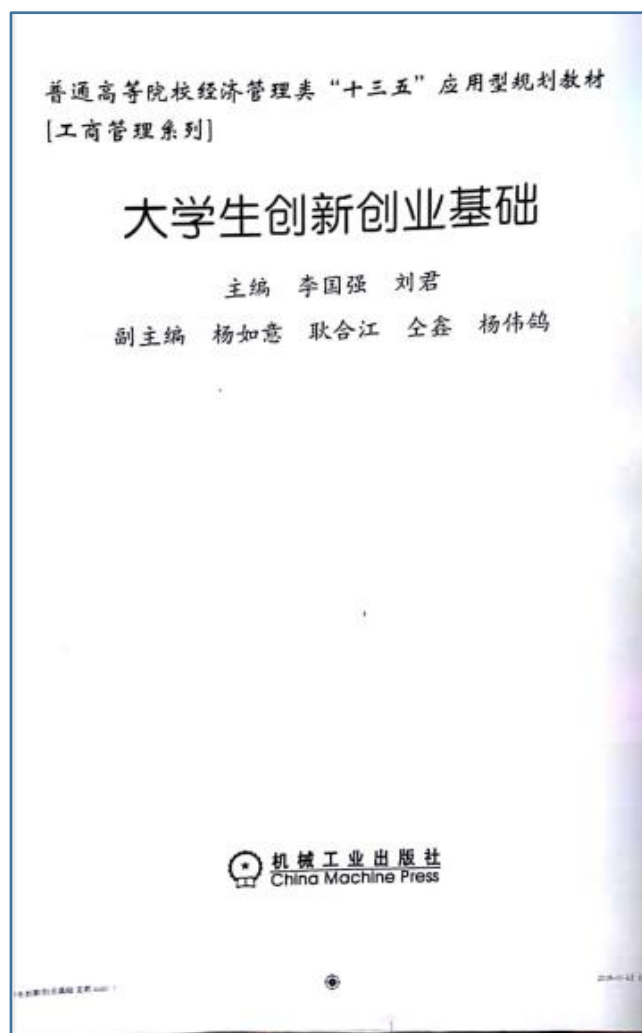 普通高等院校经济管理类“十三五”应用型规划教材
[工商管理系列]
大学生创新创业基础
主编 李国强 刘君
副主编 杨如意 耿合江 仝鑫 杨伟鸽
机械工业出版社
China Machine Press